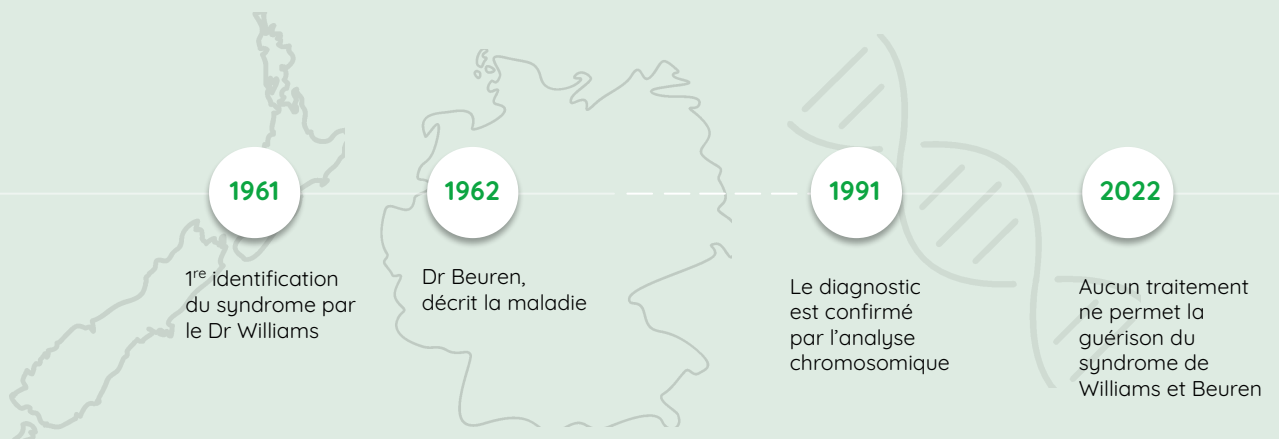 1961
1re identification
du syndrome par
le Dr Williams
1962
Dr Beuren,
décrit la maladie
1991
Le diagnostic
est confirmé
par l’analyse
chromosomique
2022
Aucun traitement
ne permet la
guérison du
syndrome de
Williams et Beuren